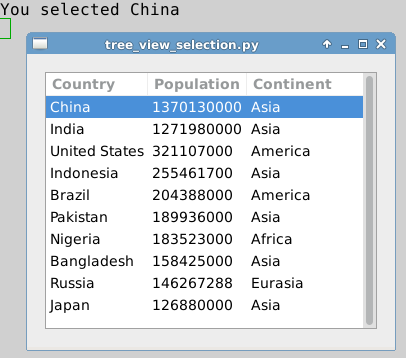 You selected China
tree_view_selection.py
Country Population Continent
China 1370130000 Asia
India 1271980000 Asia
United States 321107000 America
Indonesia 255461700 Asia
Brazil 204388000 America
Pakistan 189936000 Asia
Nigeria 183523000 Africa
Bangladesh 158425000 Asia
Russia 146267288 Eurasia
Japan 126880000 Asia